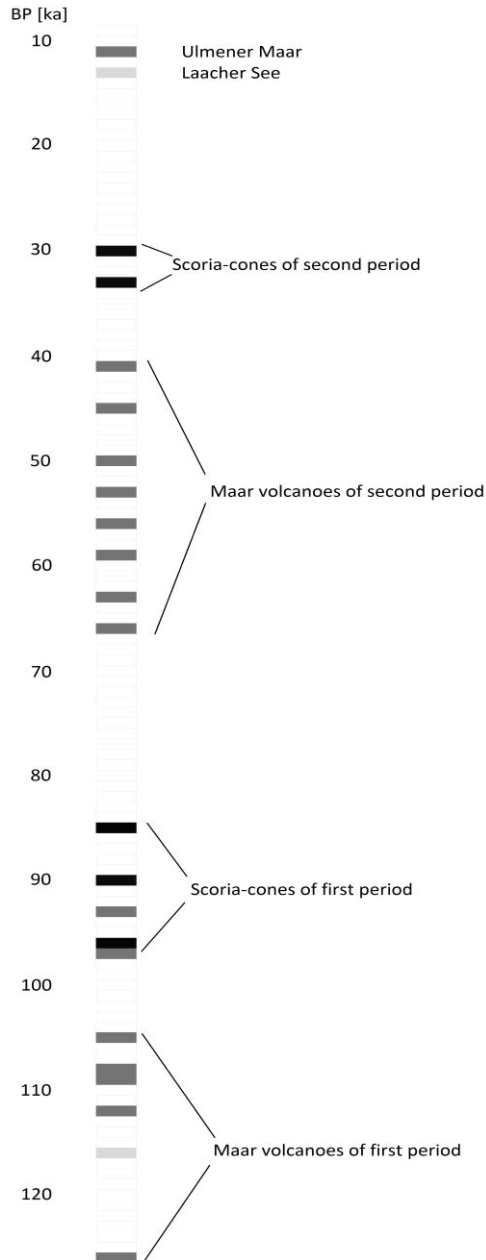 BP [ka]
10
Ulmener Maar
Laacher See
20
30
Scoria-cones of second period
40
50
Maar volcanoes of second period
60
70
80
90
Scoria-cones of first period
100
110
Maar volcanoes of first period
120